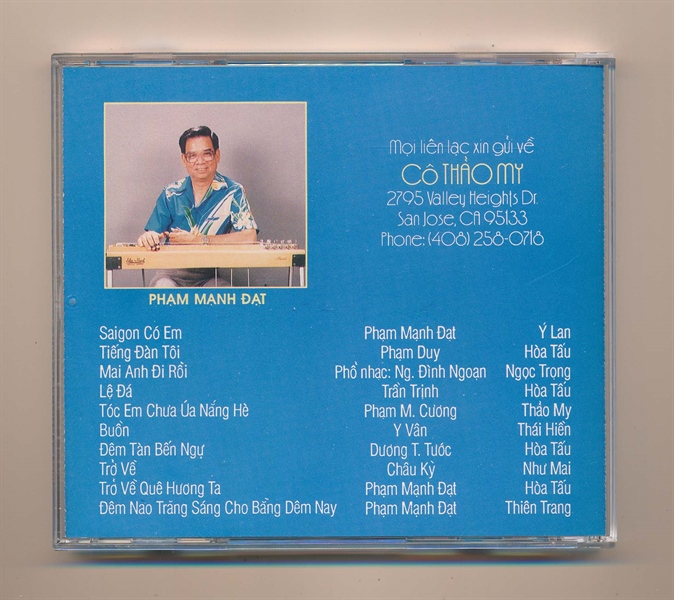 Mọi liên lạc xin gửi về
CÔ THẢO MY
2795 Valley Heights Dr.
San Jose, CA 95133
Phone: (408) 258-0718
PHẠM MẠNH ĐẠT
Saigon Có Em Phạm Mạnh Đạt Ý Lan
Tiếng Đàn Tôi Phạm Duy Hòa Tấu
Mai Anh Đi Rồi Phổ nhạc: Ng. Đình Ngoạn Ngọc Trọng
Lệ Đá Trần Trịnh Hòa Tấu
Tóc Em Chưa Úa Nắng Hè Phạm M. Cương Thảo My
Buồn Y Vân Thái Hiền
Đêm Tàn Bến Ngự Dương T. Tước Hòa Tấu
Trở Về Châu Kỳ Như Mai
Trở Về Quê Hương Ta Phạm Mạnh Đạt Hòa Tấu
Đêm Nao Trăng Sáng Cho Bằng Dêm Nay Phạm Mạnh Đạt Thiên Trang